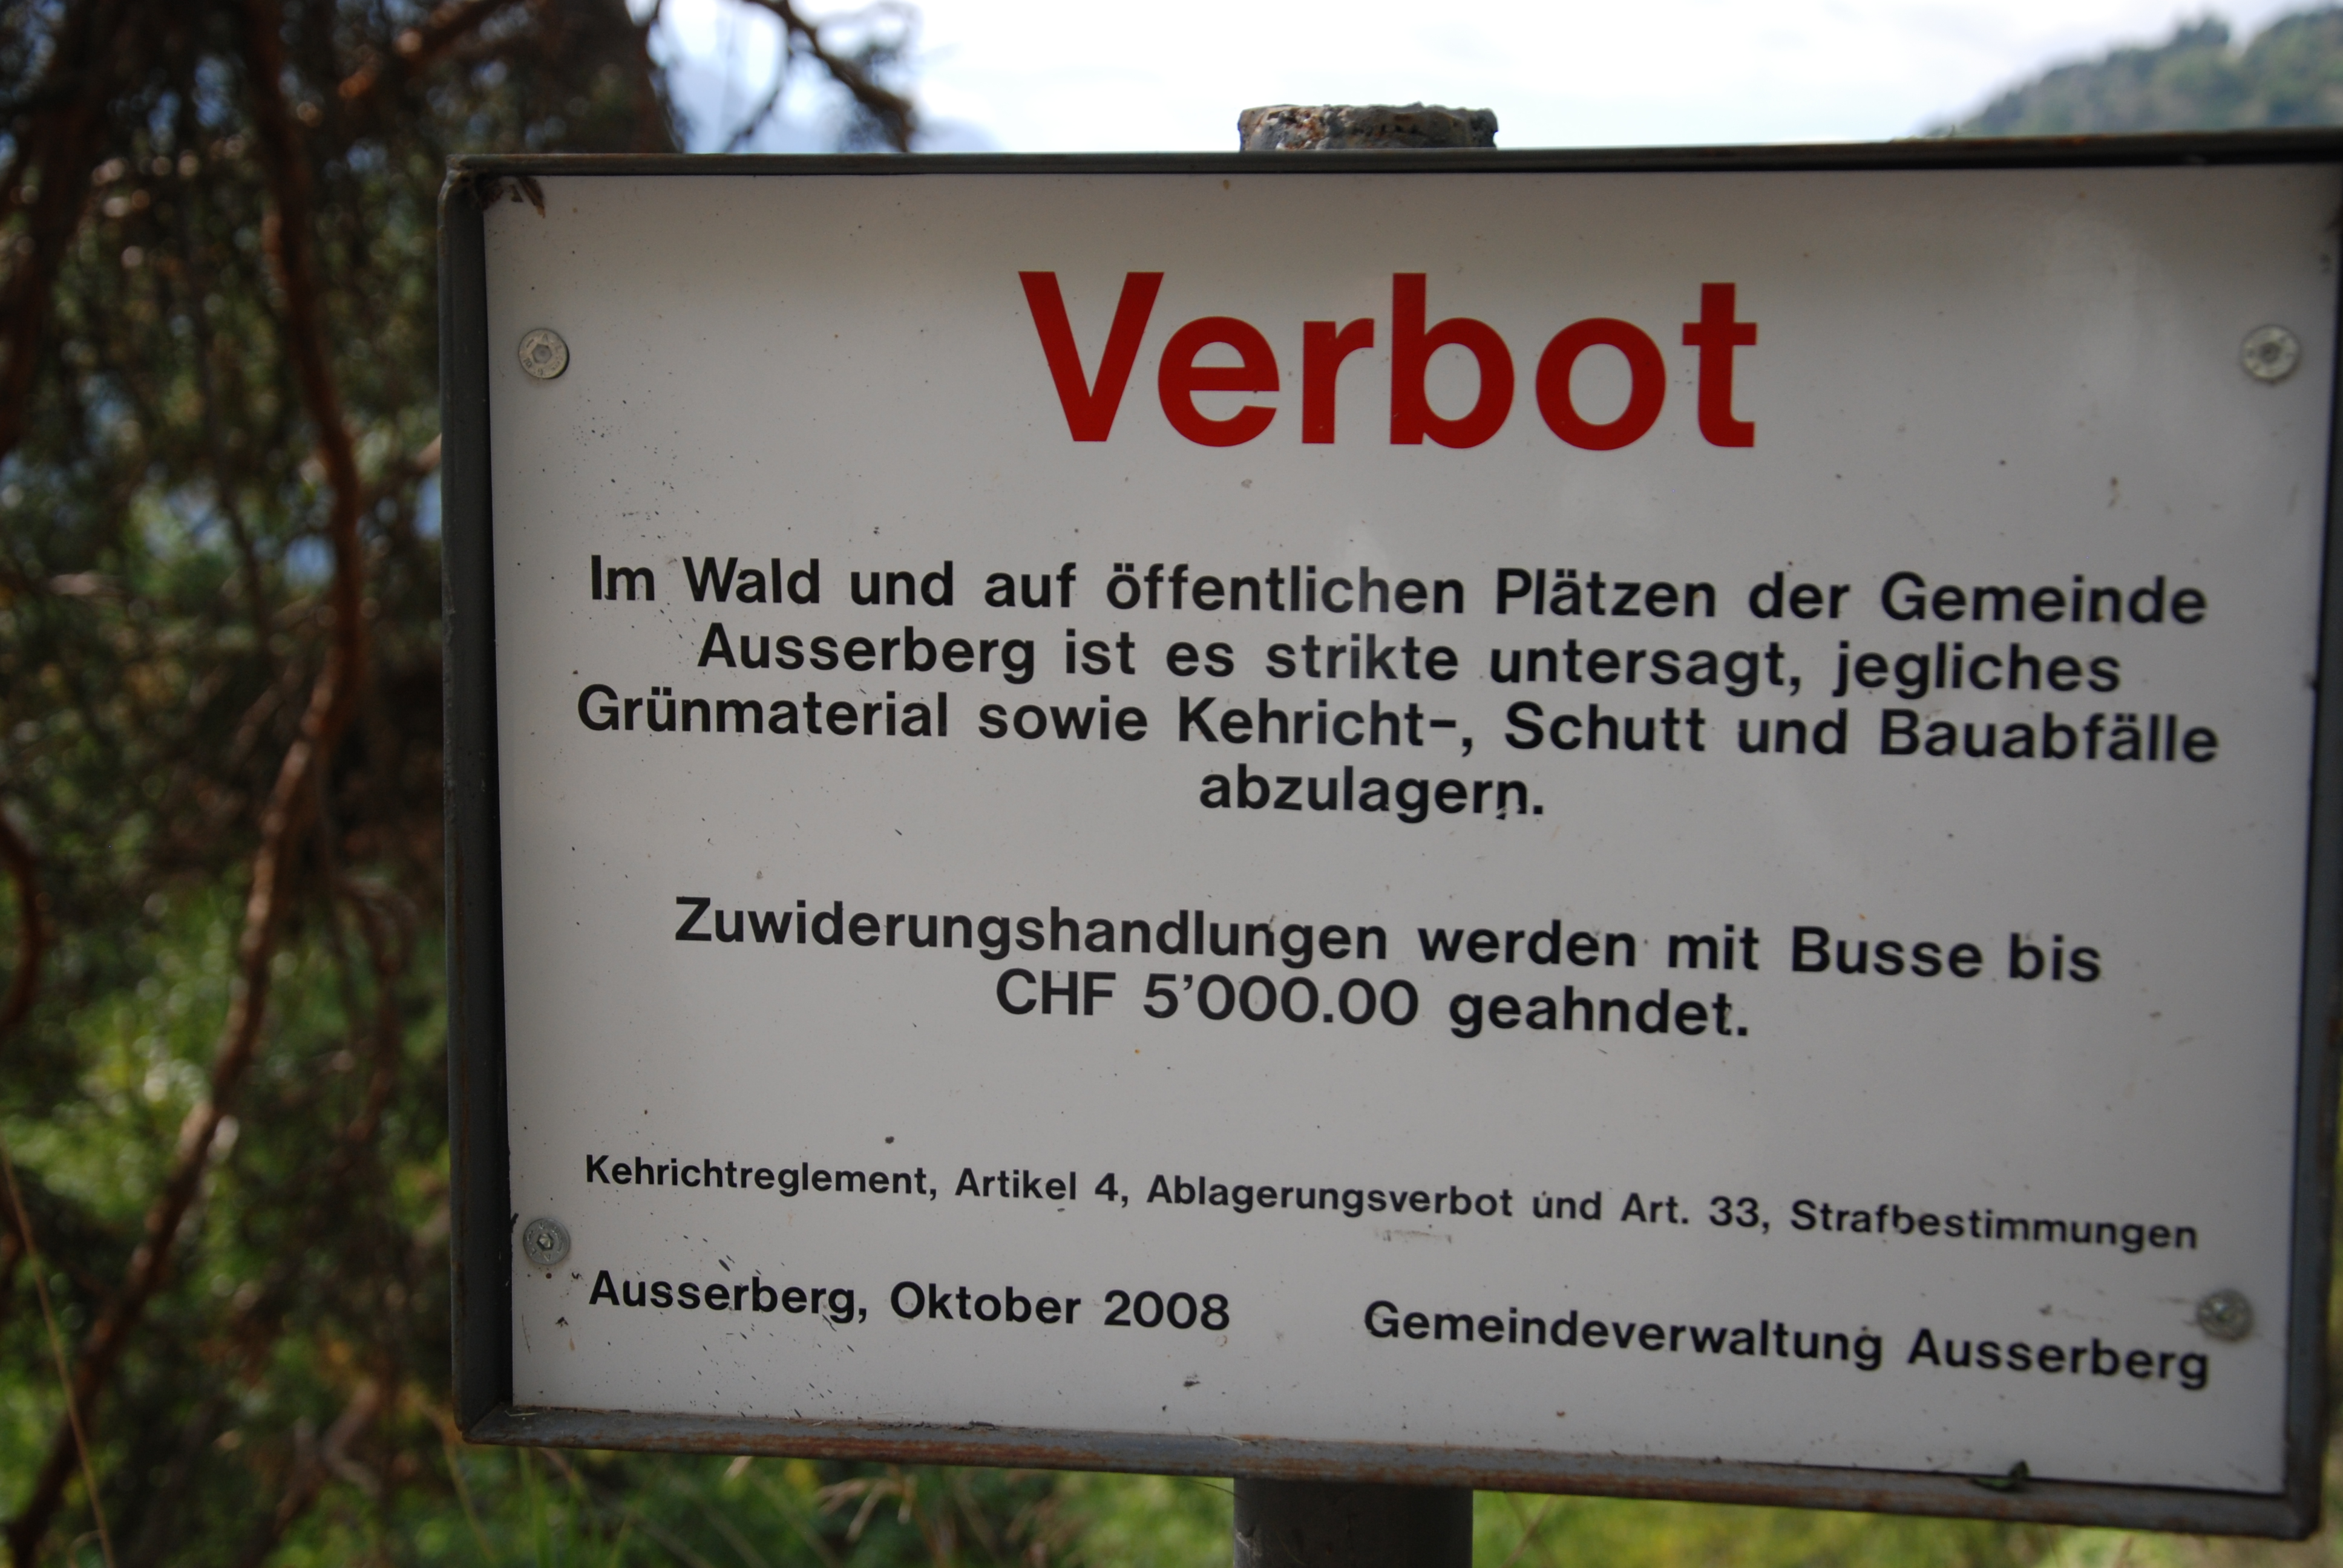 Verbot
Im Wald und auf öffentlichen Plätzen der Gemeinde
Ausserberg ist es strikte untersagt, jegliches
Grünmaterial sowie Kehricht-, Schutt und Bauabfälle
abzulagern.
Zuwiderungshandlungen werden mit Busse bis
CHF 5'000.00 geahndet.
Kehrichtreglement, Artikel 4, Ablagerungsverbot und Art. 33, Strafbestimmungen
Ausserberg, Oktober 2008 Gemeindeverwaltung Ausserberg